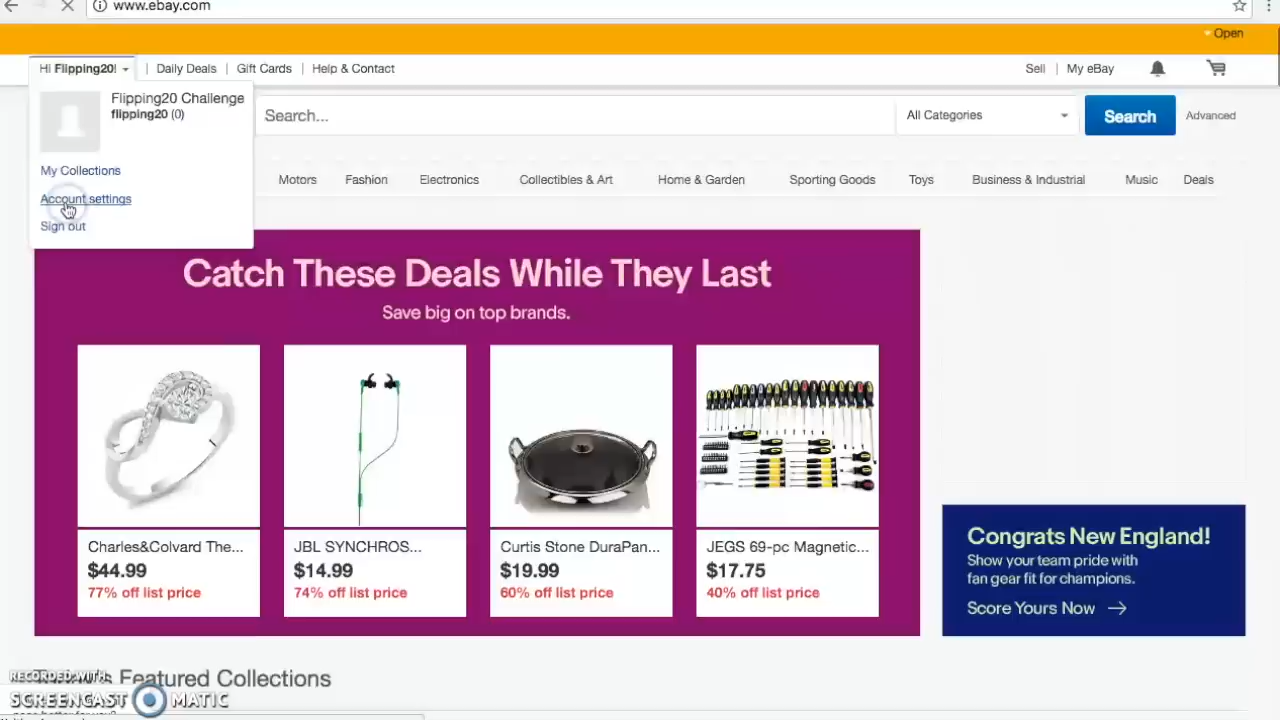 www.ebay.com
Open
Hi Flipping20!
Daily Deals
Gift Cards
Help & Contact
Sell
My eBay
Flipping20 Challenge
flipping20 (0)
My Collections
Account settings
Sign out
Search...
All Categories
Search
Advanced
Motors
Fashion
Electronics
Collectibles & Art
Home & Garden
Sporting Goods
Toys
Business & Industrial
Music
Deals
Catch These Deals While They Last
Save big on top brands.
Charles&Colvard The...
$44.99
77% off list price
JBL SYNCHROS...
$14.99
74% off list price
Curtis Stone DuraPan...
$19.99
60% off list price
JEGS 69-pc Magnetic...
$17.75
40% off list price
Congrats New England!
Show your team pride with
fan gear fit for champions.
Score Yours Now
Featured Collections
RECORDED WITH
SCREENCAST MATIC